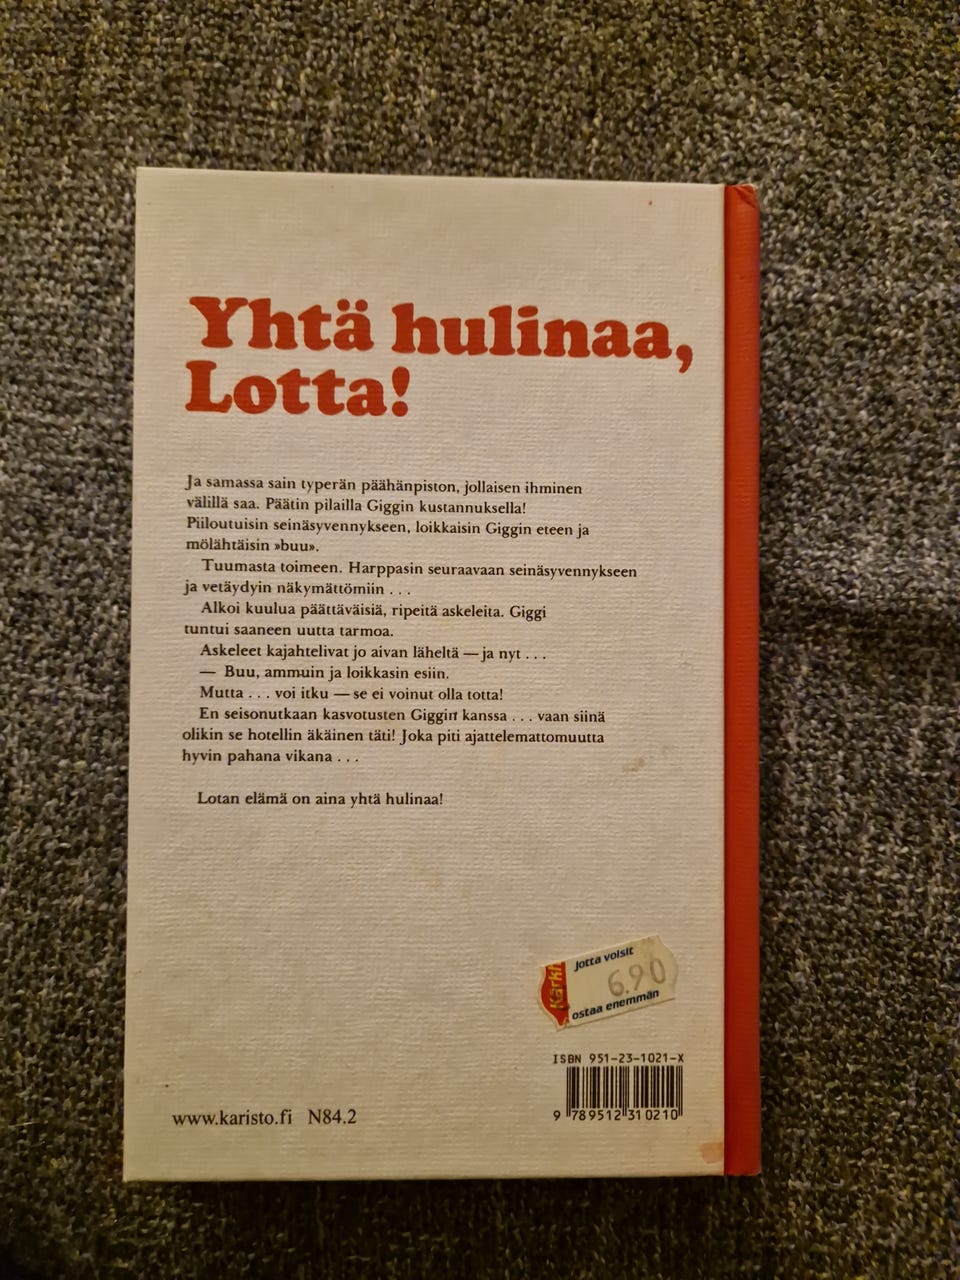 Yhtä hulinaa,
Lotta!
Ja samassa sain typerän päähänpiston, jollaisen ihminen
välillä saa. Päätin pilailla Giggin kustannuksella!
Piiloutuisin seinäsyvennykseen, loikkaisin Giggin eteen ja
mölähtäisin »buu».
Tuumasta toimeen. Harppasin seuraavaan seinäsyvennykseen
ja vetäydyin näkymättömiin . . .
Alkoi kuulua päättäväisiä, ripeitä askeleita. Giggi
tuntui saaneen uutta tarmoa.
Askeleet kajahtelivat jo aivan läheltä — ja nyt . . .
— Buu, ammuin ja loikkasin esiin.
Mutta . . . voi itku — se ei voinut olla totta!
En seisonutkaan kasvotusten Giggin kanssa . . . vaan siinä
olikin se hotellin äkäinen täti! Joka piti ajattelemattomuutta
hyvin pahana vikana . . .
Lotan elämä on aina yhtä hulinaa!
Kärki
jotta voisit
6.90
ostaa enemmän
ISBN 951-23-1021-X
9 789512 310210
www.karisto.fi N84.2